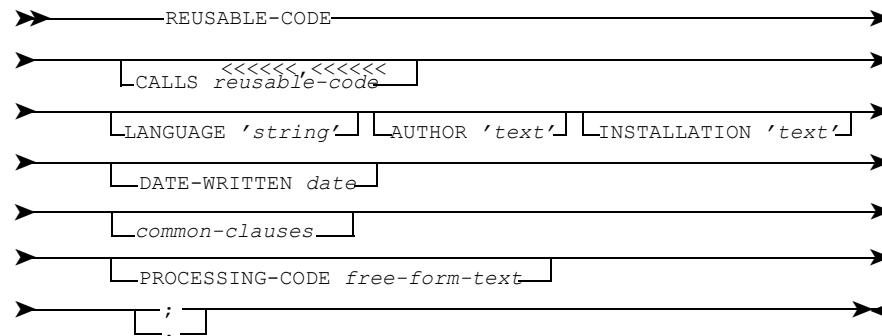 REUSABLE-CODE
<<<<<<,<<<<<<
CALLS reusable-code
LANGUAGE 'string' AUTHOR 'text' INSTALLATION 'text'
DATE-WRITTEN date
common-clauses
PROCESSING-CODE free-form-text
;
.